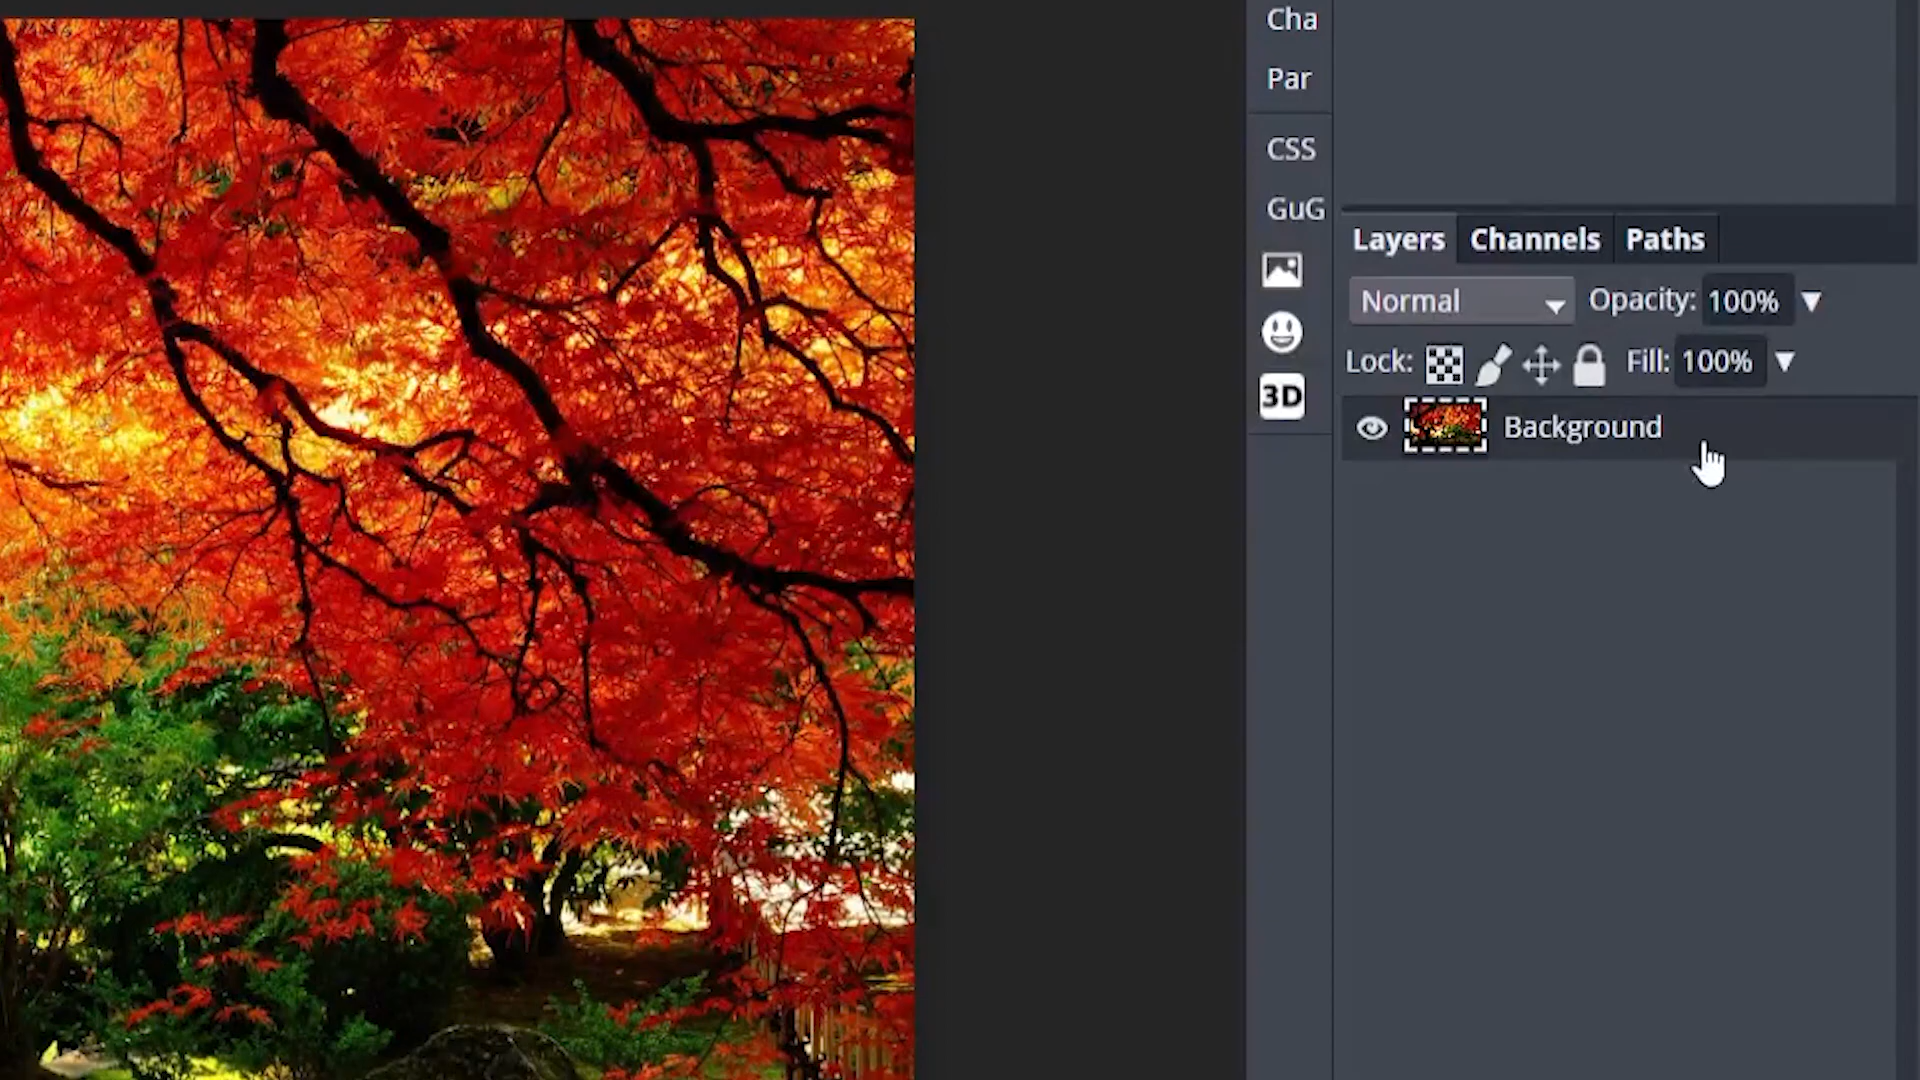 Cha
Par
CSS
GuG
3D
Layers Channels Paths
Normal Opacity: 100%
Lock: Fill: 100%
Background